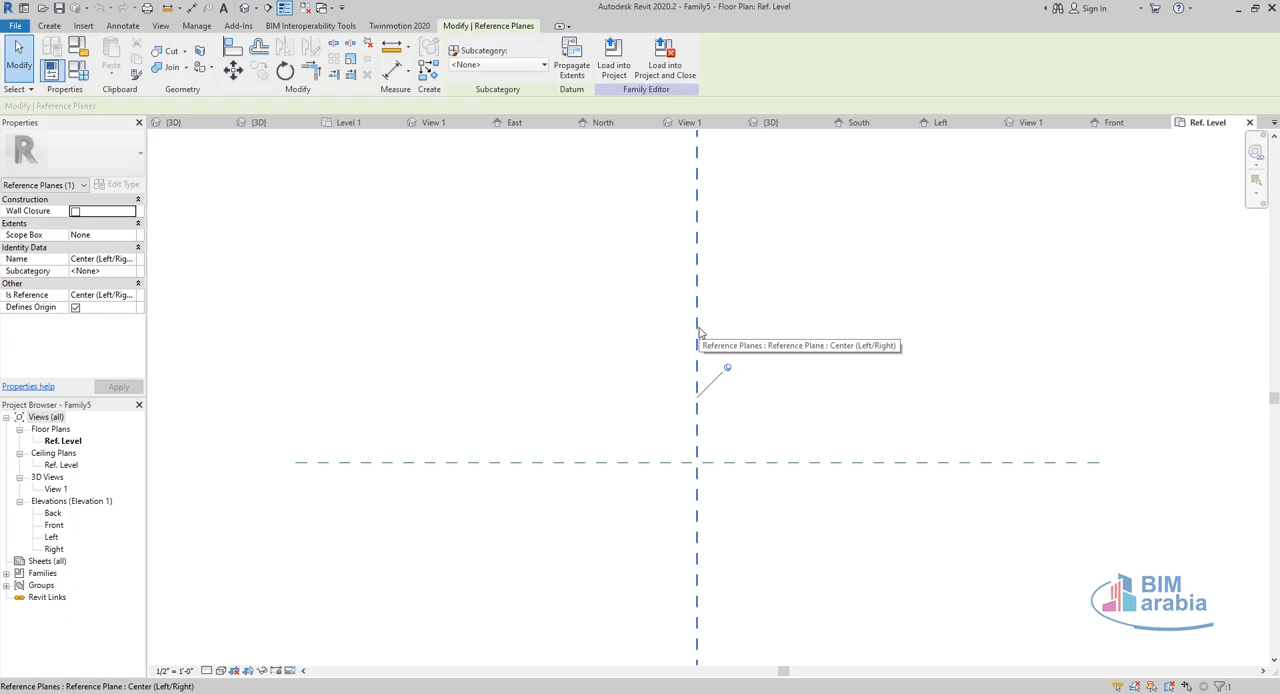 Autodesk Revit 2020.2 - Family5 - Floor Plan: Ref. Level
Sign In
File Create Insert Annotate View Manage Add-Ins BIM Interoperability Tools Twinmotion 2020 Modify | Reference Planes
Modify
Paste
Cut
Join
Subcategory:
<None>
Propagate Extents
Load into Project
Load into Project and Close
Select Properties Clipboard Geometry Modify Measure Create Subcategory Datum Family Editor
Modify | Reference Planes
Properties
{3D} {3D} Level 1 View 1 East North View 1 {3D} South Left View 1 Front Ref. Level
R
Reference Planes (1) Edit Type
Construction
Wall Closure
Extents
Scope Box None
Identity Data
Name Center (Left/Rig...
Subcategory <None>
Other
Is Reference Center (Left/Rig...
Defines Origin
Reference Planes : Reference Plane : Center (Left/Right)
Properties help Apply
Project Browser - Family5
Views (all)
Floor Plans
Ref. Level
Ceiling Plans
Ref. Level
3D Views
View 1
Elevations (Elevation 1)
Back
Front
Left
Right
Sheets (all)
Families
Groups
Revit Links
BIM
arabia
1/2" = 1'-0"
Reference Planes : Reference Plane : Center (Left/Right)
:1